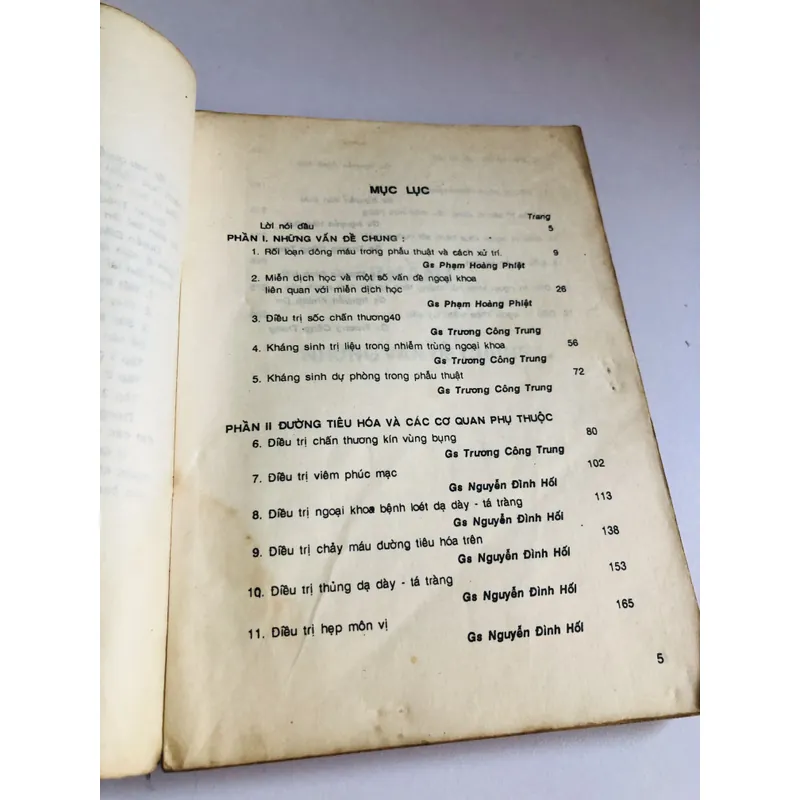 MỤC LỤC
Trang
Lời nói đầu 5
PHẦN I. NHỮNG VẤN ĐỀ CHUNG :
1. Rối loạn đông máu trong phẫu thuật và cách xử trí. 9
Gs Phạm Hoàng Phiệt
2. Miễn dịch học và một số vấn đề ngoại khoa
liên quan với miễn dịch học 26
Gs Phạm Hoàng Phiệt
3. Điều trị sốc chấn thương40
Gs Trương Công Trung
4. Kháng sinh trị liệu trong nhiễm trùng ngoại khoa 56
Gs Trương Công Trung
5. Kháng sinh dự phòng trong phẫu thuật 72
Gs Trương Công Trung
PHẦN II ĐƯỜNG TIÊU HÓA VÀ CÁC CƠ QUAN PHỤ THUỘC
6. Điều trị chấn thương kín vùng bụng 80
Gs Trương Công Trung
7. Điều trị viêm phúc mạc 102
Gs Nguyễn Đình Hối
8. Điều trị ngoại khoa bệnh loét dạ dày - tá tràng 113
Gs Nguyễn Đình Hối
9. Điều trị chảy máu đường tiêu hóa trên 138
Gs Nguyễn Đình Hối
10. Điều trị thủng dạ dày - tá tràng 153
Gs Nguyễn Đình Hối
11. Điều trị hẹp môn vị 165
Gs Nguyễn Đình Hối
5